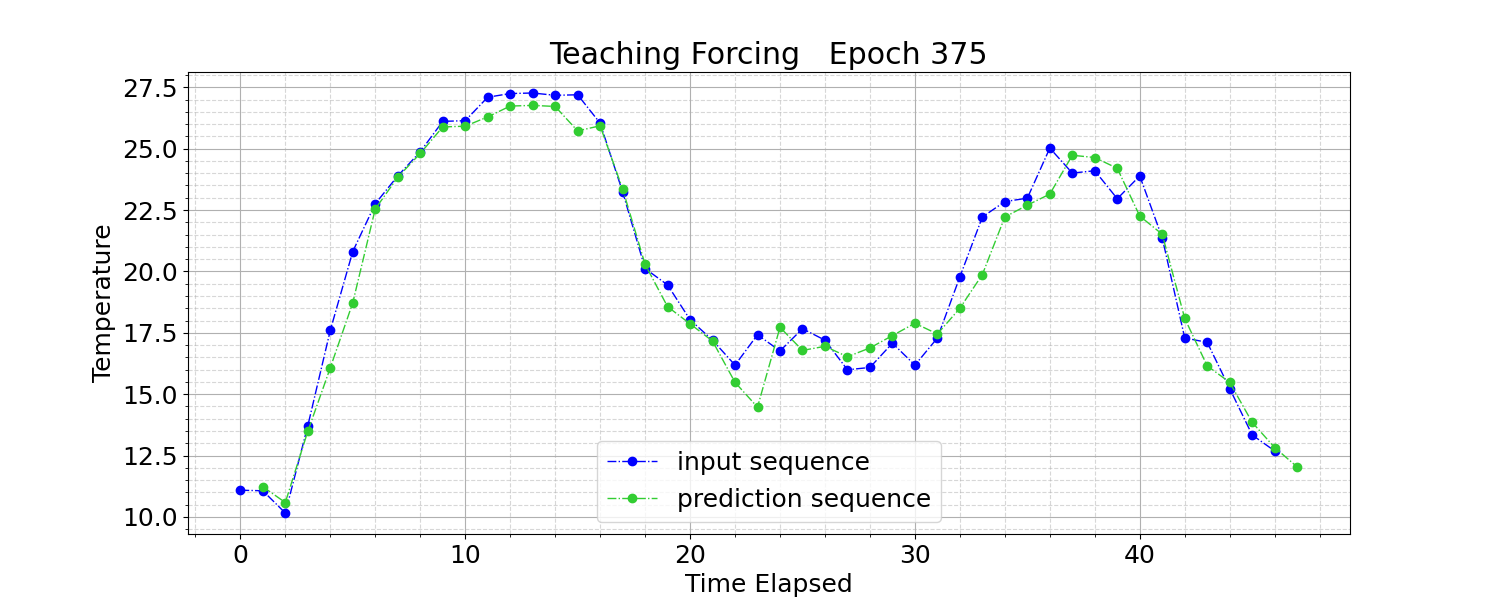 Teaching Forcing   Epoch 375
27.5
25.0
22.5
20.0
17.5
15.0
12.5
10.0
Temperature
input sequence
prediction sequence
0 10 20 30 40
Time Elapsed